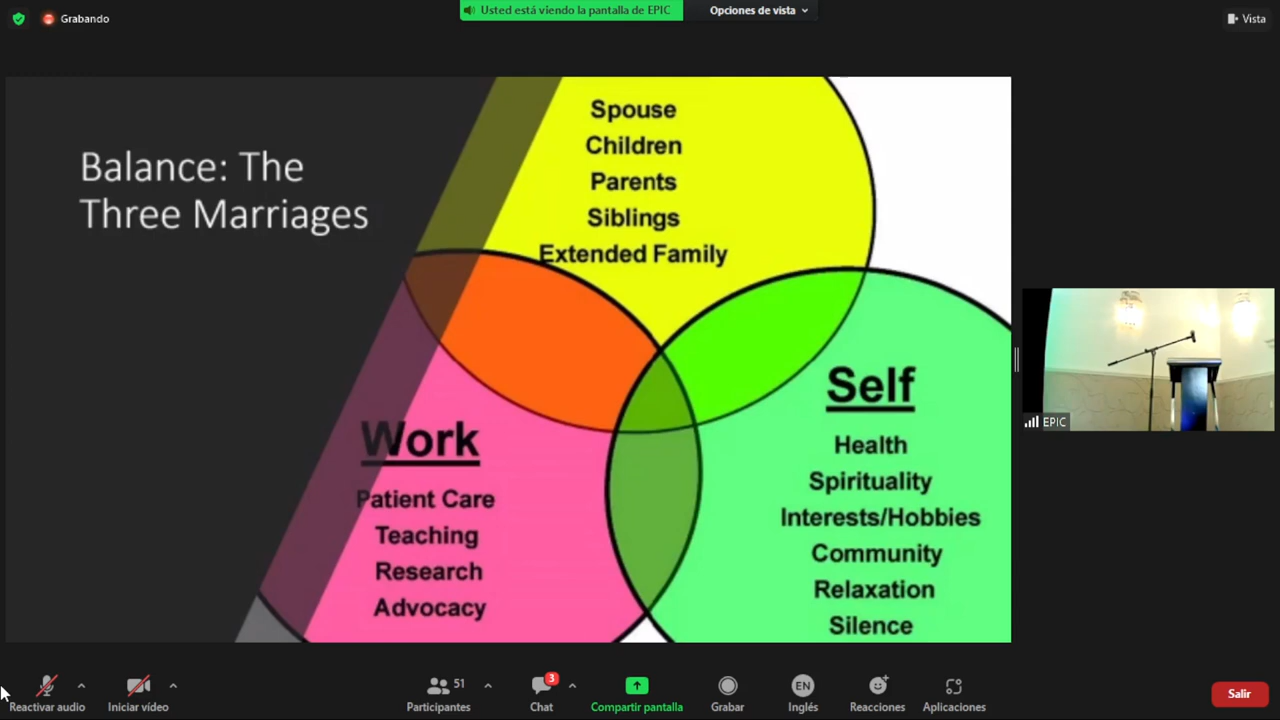 Grabando
Usted está viendo la pantalla de EPIC
Opciones de vista
Vista
Balance: The
Three Marriages
Spouse
Children
Parents
Siblings
Extended Family
Work
Patient Care
Teaching
Research
Advocacy
Self
Health
Spirituality
Interests/Hobbies
Community
Relaxation
Silence
EPIC
Reactivar audio
Iniciar vídeo
51
Participantes
3
Chat
Compartir pantalla
Grabar
EN
Inglés
Reacciones
Aplicaciones
Salir